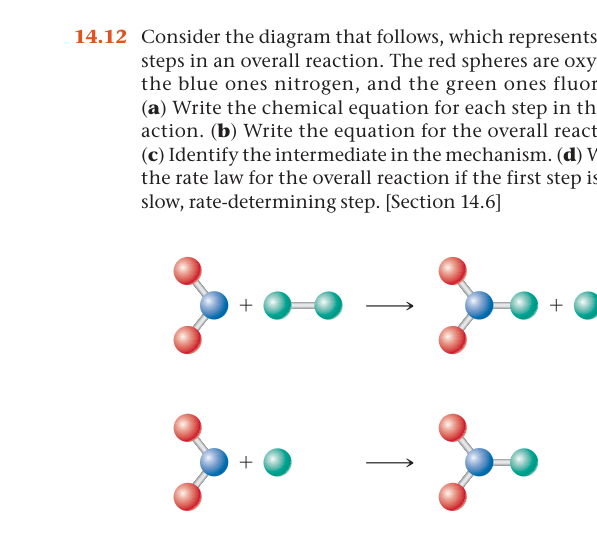 14.12 Consider the diagram that follows, which represents
steps in an overall reaction. The red spheres are oxy
the blue ones nitrogen, and the green ones fluor
(a) Write the chemical equation for each step in th
action. (b) Write the equation for the overall react
(c) Identify the intermediate in the mechanism. (d) W
the rate law for the overall reaction if the first step is
slow, rate-determining step. [Section 14.6]
+ ⟶ +
+ ⟶